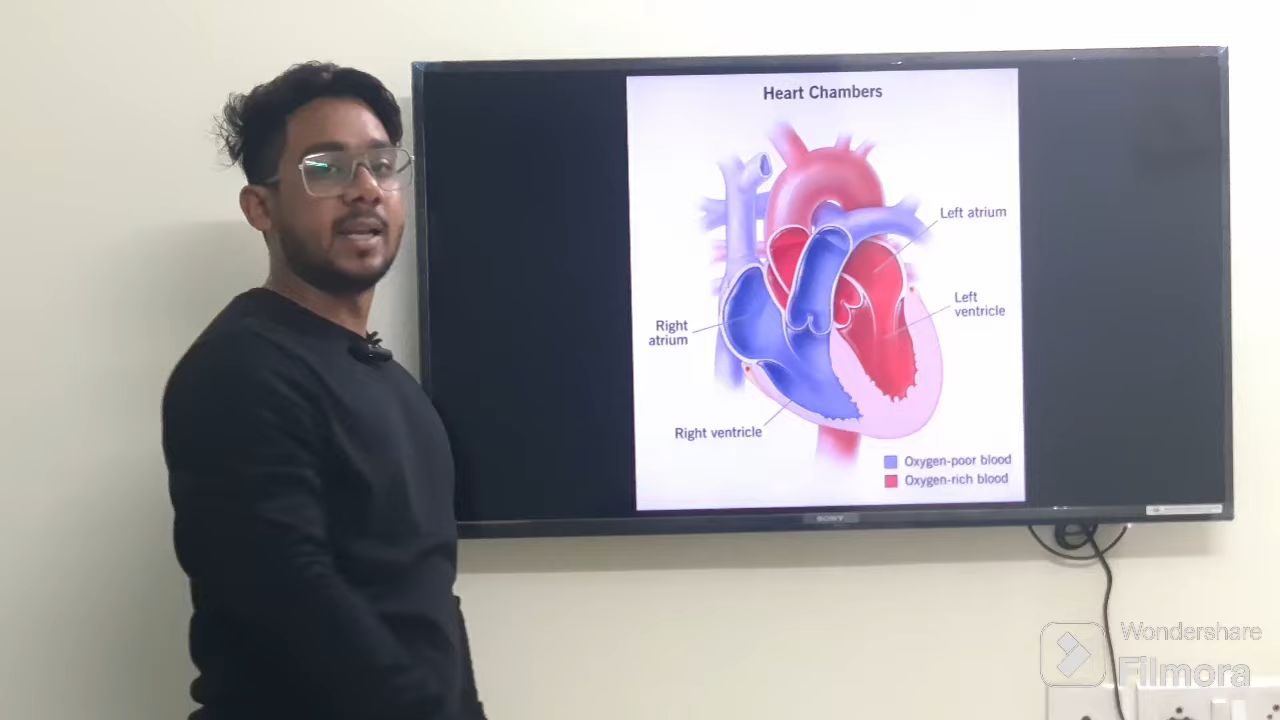 Heart Chambers
Left atrium
Left
ventricle
Right
atrium
Right ventricle
Oxygen-poor blood
Oxygen-rich blood
SONY
Wondershare
Filmora